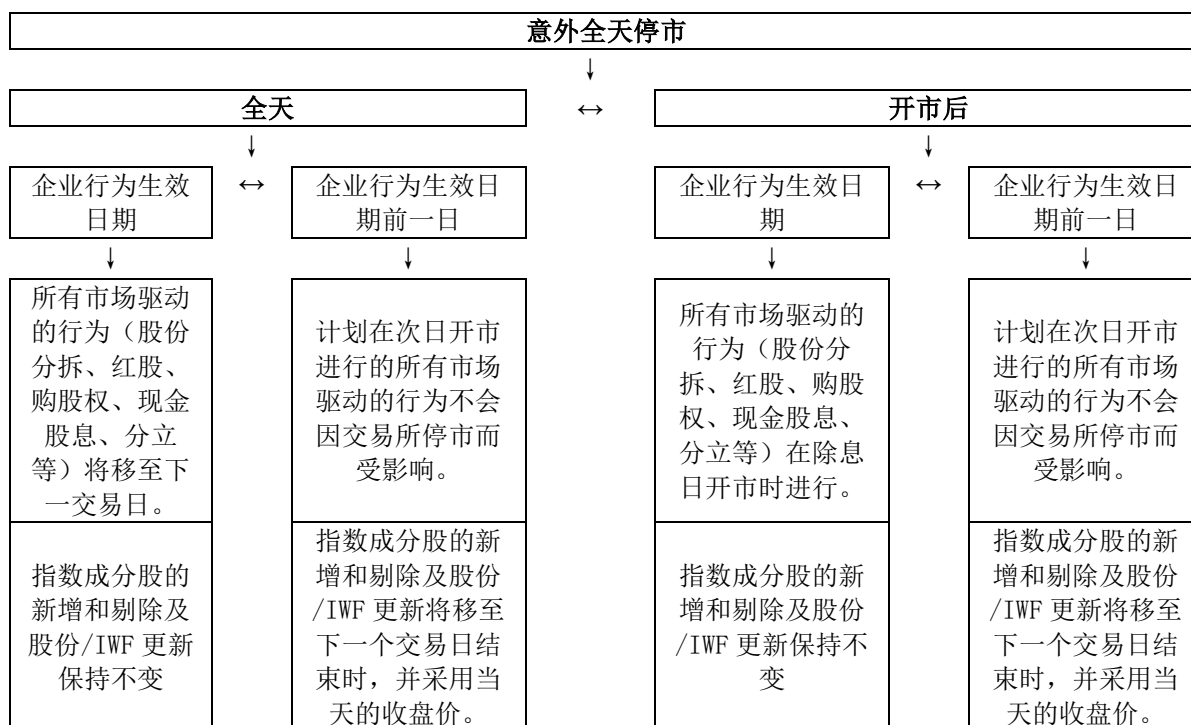 意外全天停市
↓
全天 ↔ 开市后
↓ ↓
企业行为生效
日期
↔
企业行为生效日
期前一日
企业行为生效日
期
↔
企业行为生效日
期前一日
↓ ↓ ↓ ↓
所有市场驱动
的行为（股份
分拆、红股、
购股权、现金
股息、分立
等）将移至下
一交易日。
计划在次日开市
进行的所有市场
驱动的行为不会
因交易所停市而
受影响。
所有市场驱动的
行为（股份分
拆、红股、购股
权、现金股息、
分立等）在除息
日开市时进行。
计划在次日开市
进行的所有市场
驱动的行为不会
因交易所停市而
受影响。
指数成分股的
新增和剔除及
股份/IWF 更新
保持不变
指数成分股的新
增和剔除及股份
/IWF 更新将移至
下一个交易日结
束时，并采用当
天的收盘价。
指数成分股的新
增和剔除及股份
/IWF 更新保持不
变
指数成分股的新
增和剔除及股份
/IWF 更新将移至
下一个交易日结
束时，并采用当
天的收盘价。